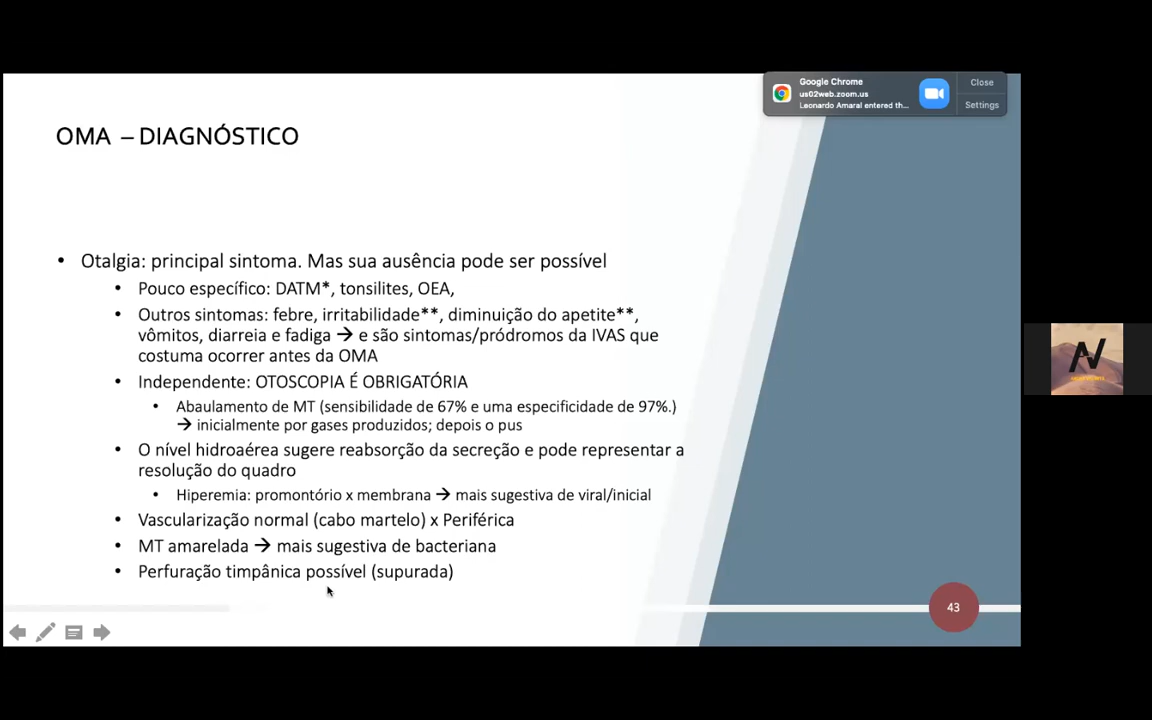 Google Chrome
us02web.zoom.us
Leonardo Amaral entered th...
Close
Settings
OMA – DIAGNÓSTICO
• Otalgia: principal sintoma. Mas sua ausência pode ser possível
• Pouco específico: DATM*, tonsilites, OEA,
• Outros sintomas: febre, irritabilidade**, diminuição do apetite**,
vômitos, diarreia e fadiga → e são sintomas/pródromos da IVAS que
costuma ocorrer antes da OMA
• Independente: OTOSCOPIA É OBRIGATÓRIA
• Abaulamento de MT (sensibilidade de 67% e uma especificidade de 97%.)
→ inicialmente por gases produzidos; depois o pus
• O nível hidroaérea sugere reabsorção da secreção e pode representar a
resolução do quadro
• Hiperemia: promontório x membrana → mais sugestiva de viral/inicial
• Vascularização normal (cabo martelo) x Periférica
• MT amarelada → mais sugestiva de bacteriana
• Perfuração timpânica possível (supurada)
43